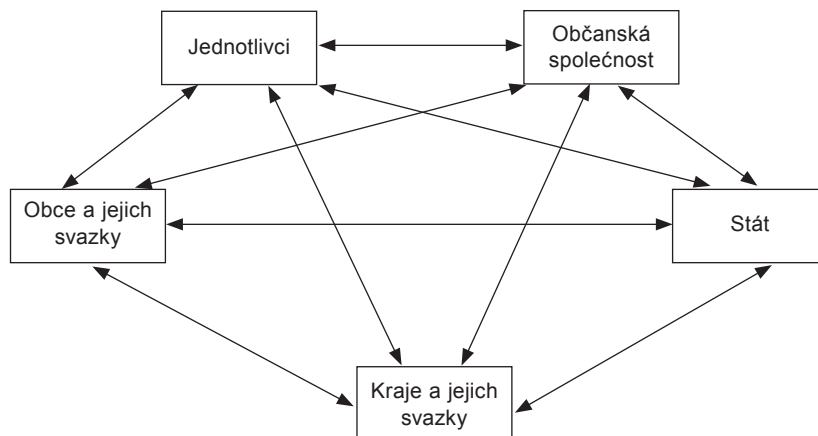 Jednotlivci
Občanská
společnost
Obce a jejich
svazky
Stát
Kraje a jejich
svazky